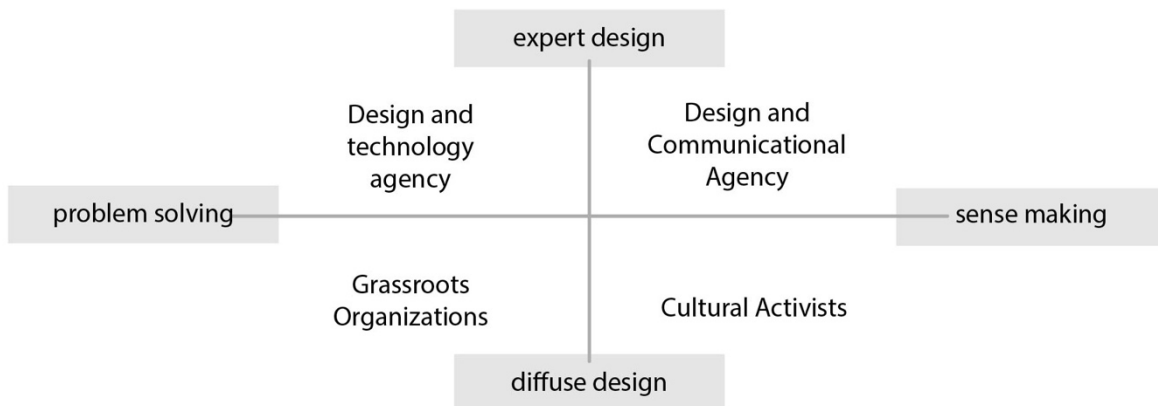 expert design
Design and
technology
agency
Design and
Communicational
Agency
problem solving
sense making
Grassroots
Organizations
Cultural Activists
diffuse design